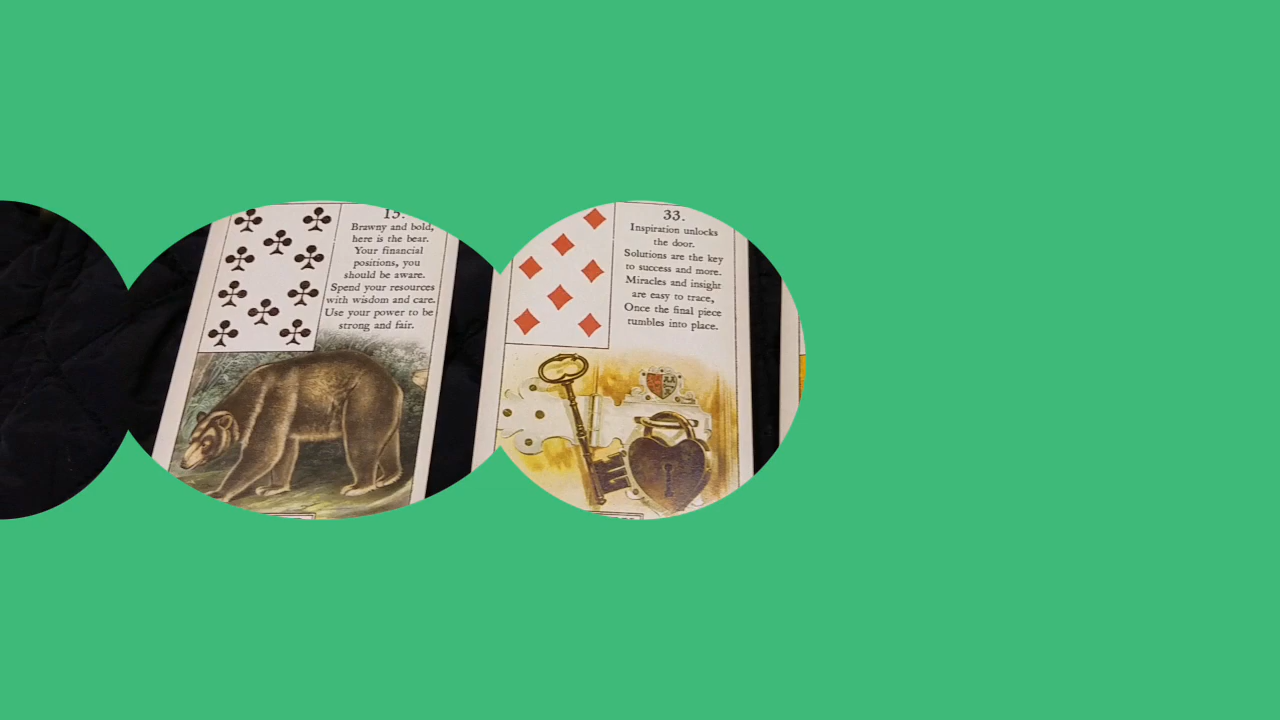 15.
Brawny and bold,
here is the bear.
Your financial
positions, you
should be aware.
Spend your resources
with wisdom and care.
Use your power to be
strong and fair.
33.
Inspiration unlocks
the door.
Solutions are the key
to success and more.
Miracles and insight
are easy to trace,
Once the final piece
tumbles into place.